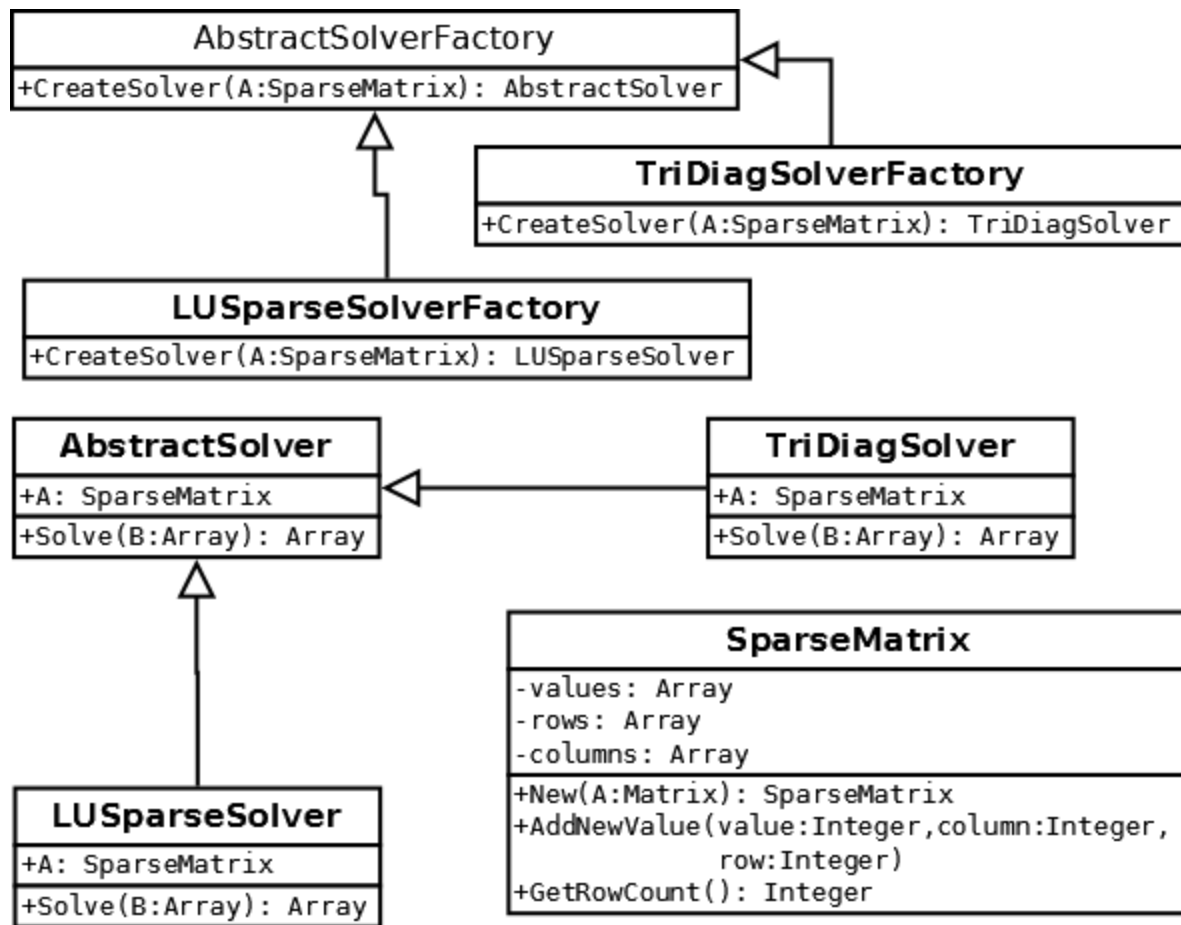 AbstractSolverFactory
+CreateSolver(A:SparseMatrix): AbstractSolver
TriDiagSolverFactory
+CreateSolver(A:SparseMatrix): TriDiagSolver
LUSparseSolverFactory
+CreateSolver(A:SparseMatrix): LUSparseSolver
AbstractSolver
+A: SparseMatrix
+Solve(B:Array): Array
TriDiagSolver
+A: SparseMatrix
+Solve(B:Array): Array
SparseMatrix
-values: Array
-rows: Array
-columns: Array
+New(A:Matrix): SparseMatrix
+AddNewValue(value:Integer,column:Integer,
row:Integer)
+GetRowCount(): Integer
LUSparseSolver
+A: SparseMatrix
+Solve(B:Array): Array